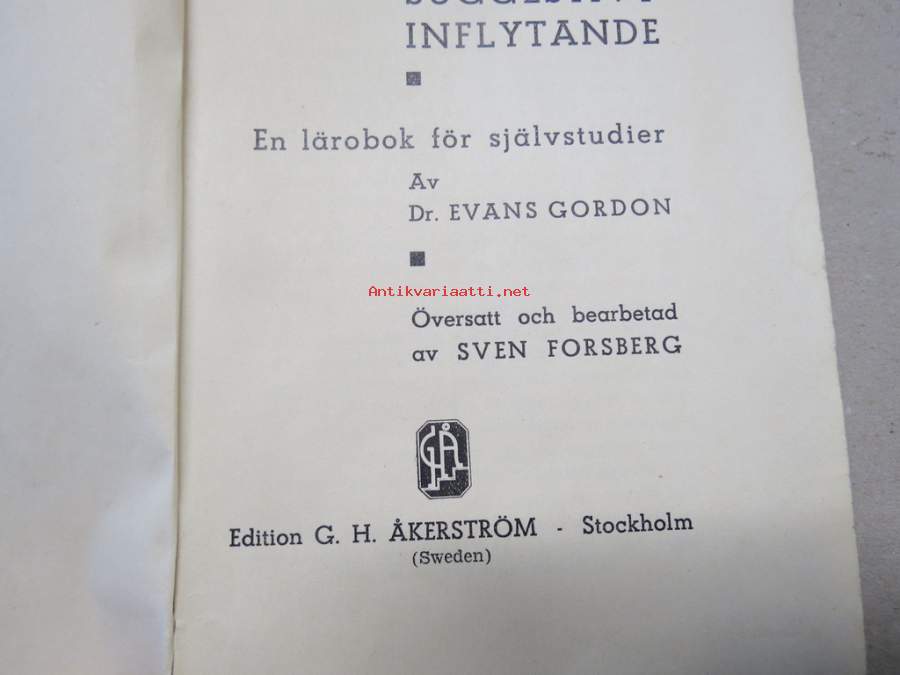 INFLYTANDE
En lärobok för självstudier
Av
Dr. EVANS GORDON
Antikvariaatti.net
Översatt och bearbetad
av SVEN FORSBERG
GHÅ
Edition G. H. ÅKERSTRÖM - Stockholm
(Sweden)